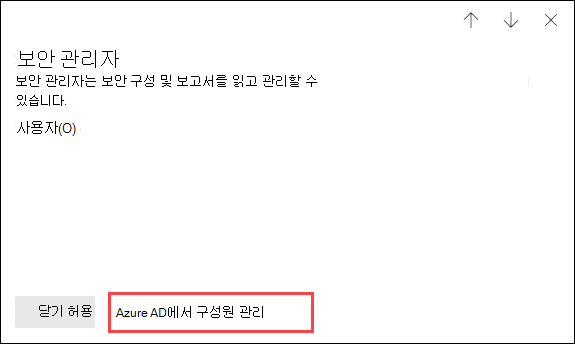 보안 관리자
보안 관리자는 보안 구성 및 보고서를 읽고 관리할 수
있습니다.
사용자(O)
닫기 허용
Azure AD에서 구성원 관리